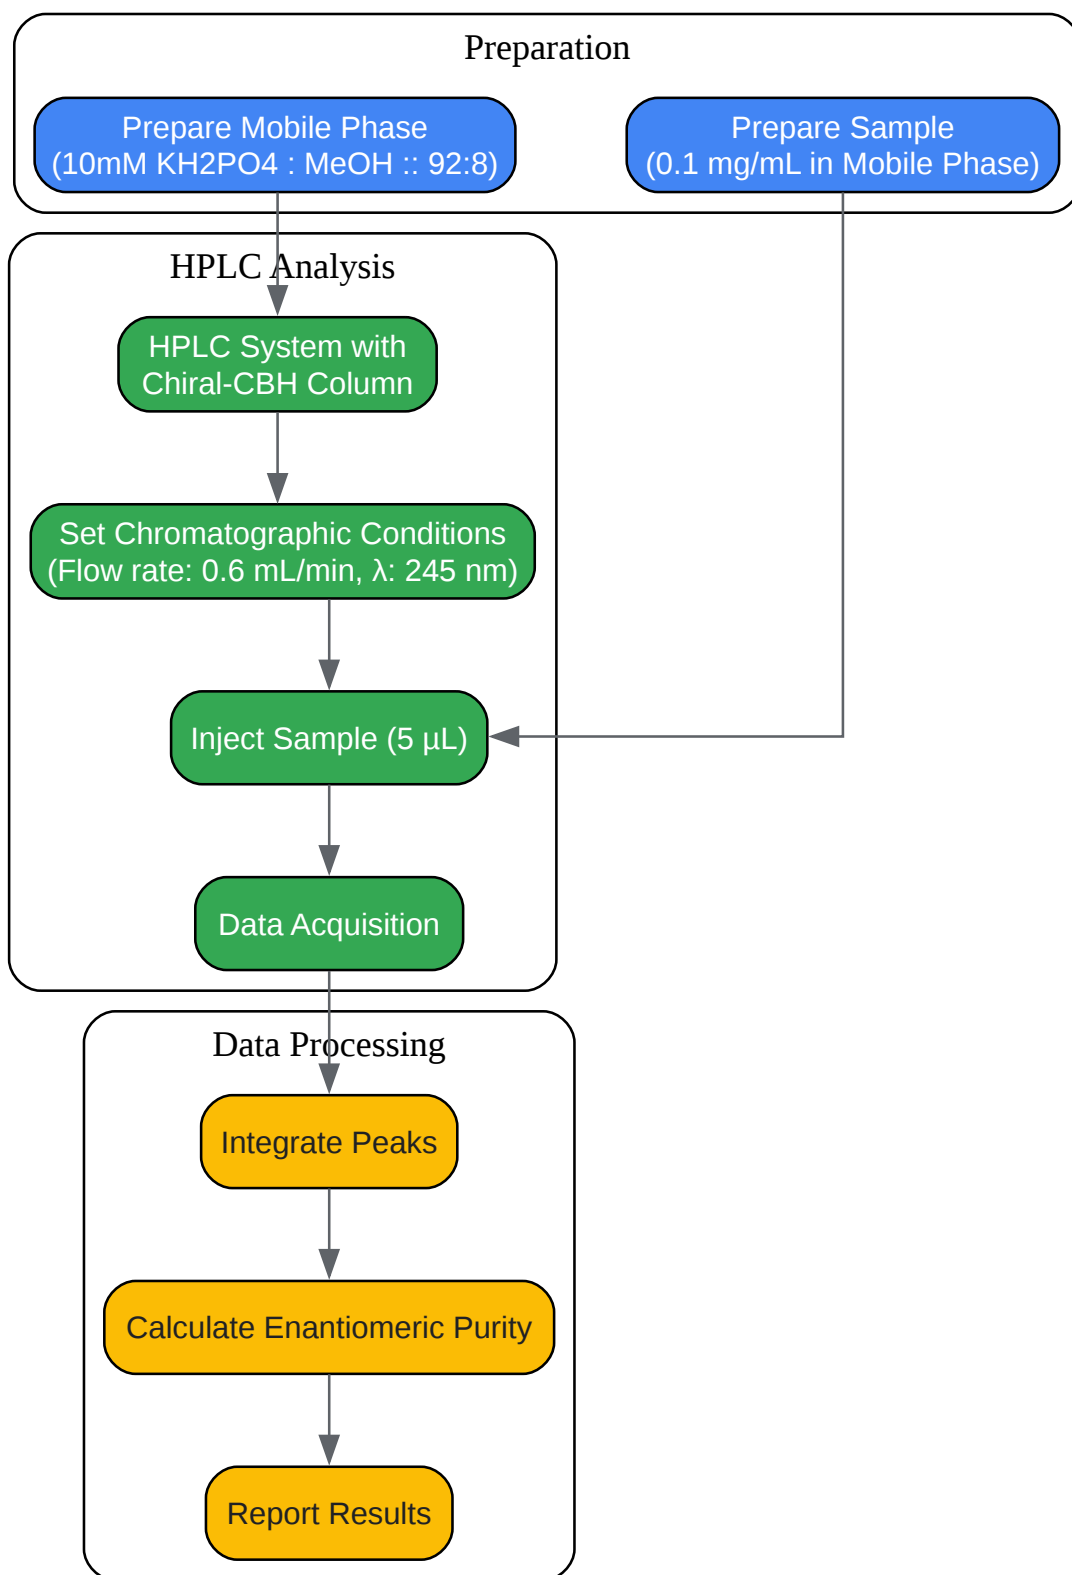 Preparation
Prepare Mobile Phase
(10mM KH2PO4 : MeOH :: 92:8)
Prepare Sample
(0.1 mg/mL in Mobile Phase)
HPLC Analysis
HPLC System with
Chiral-CBH Column
Set Chromatographic Conditions
(Flow rate: 0.6 mL/min, λ: 245 nm)
Inject Sample (5 µL)
Data Acquisition
Data Processing
Integrate Peaks
Calculate Enantiomeric Purity
Report Results